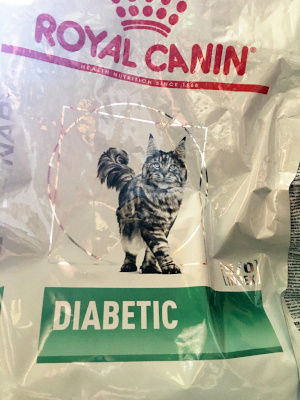 ROYAL CANIN
HEALTH NUTRITION SINCE 1968
DIABETIC